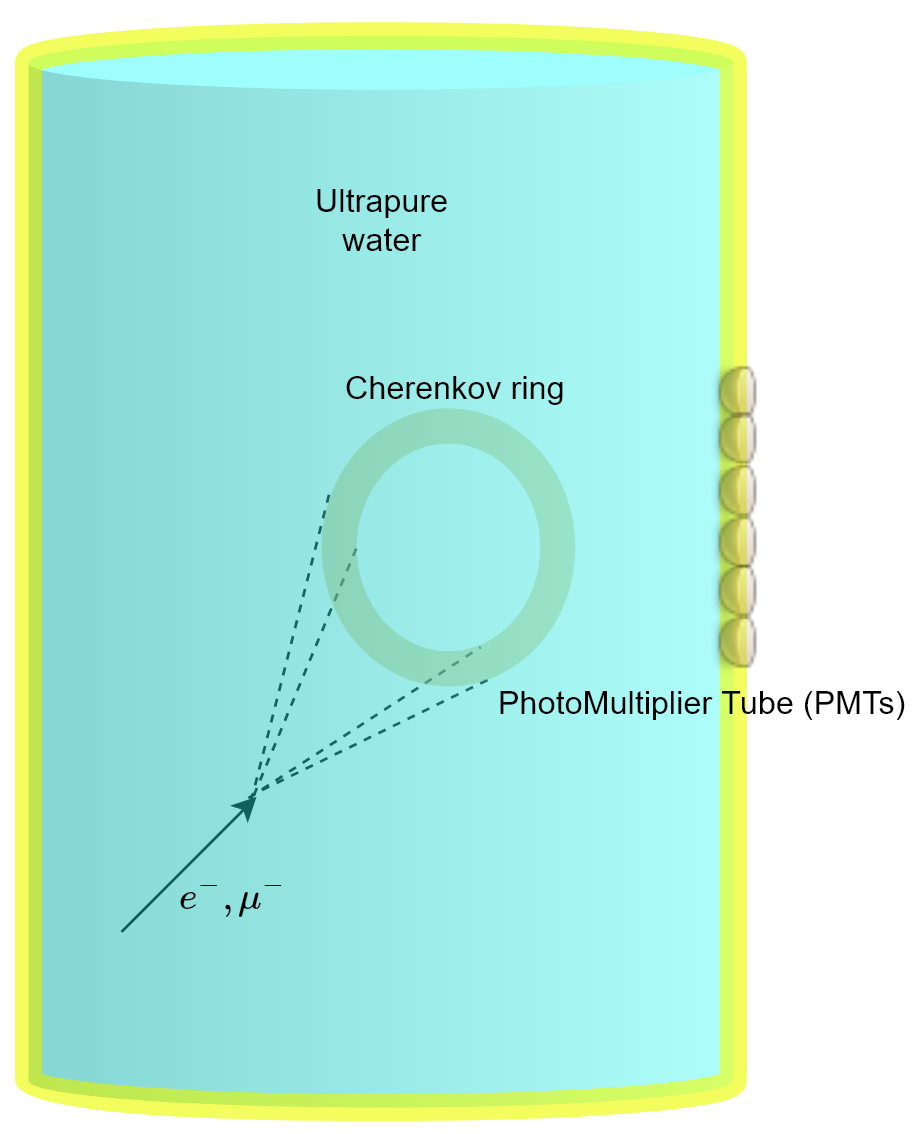 Ultrapure
water
Cherenkov ring
PhotoMultiplier Tube (PMTs)
e⁻, μ⁻